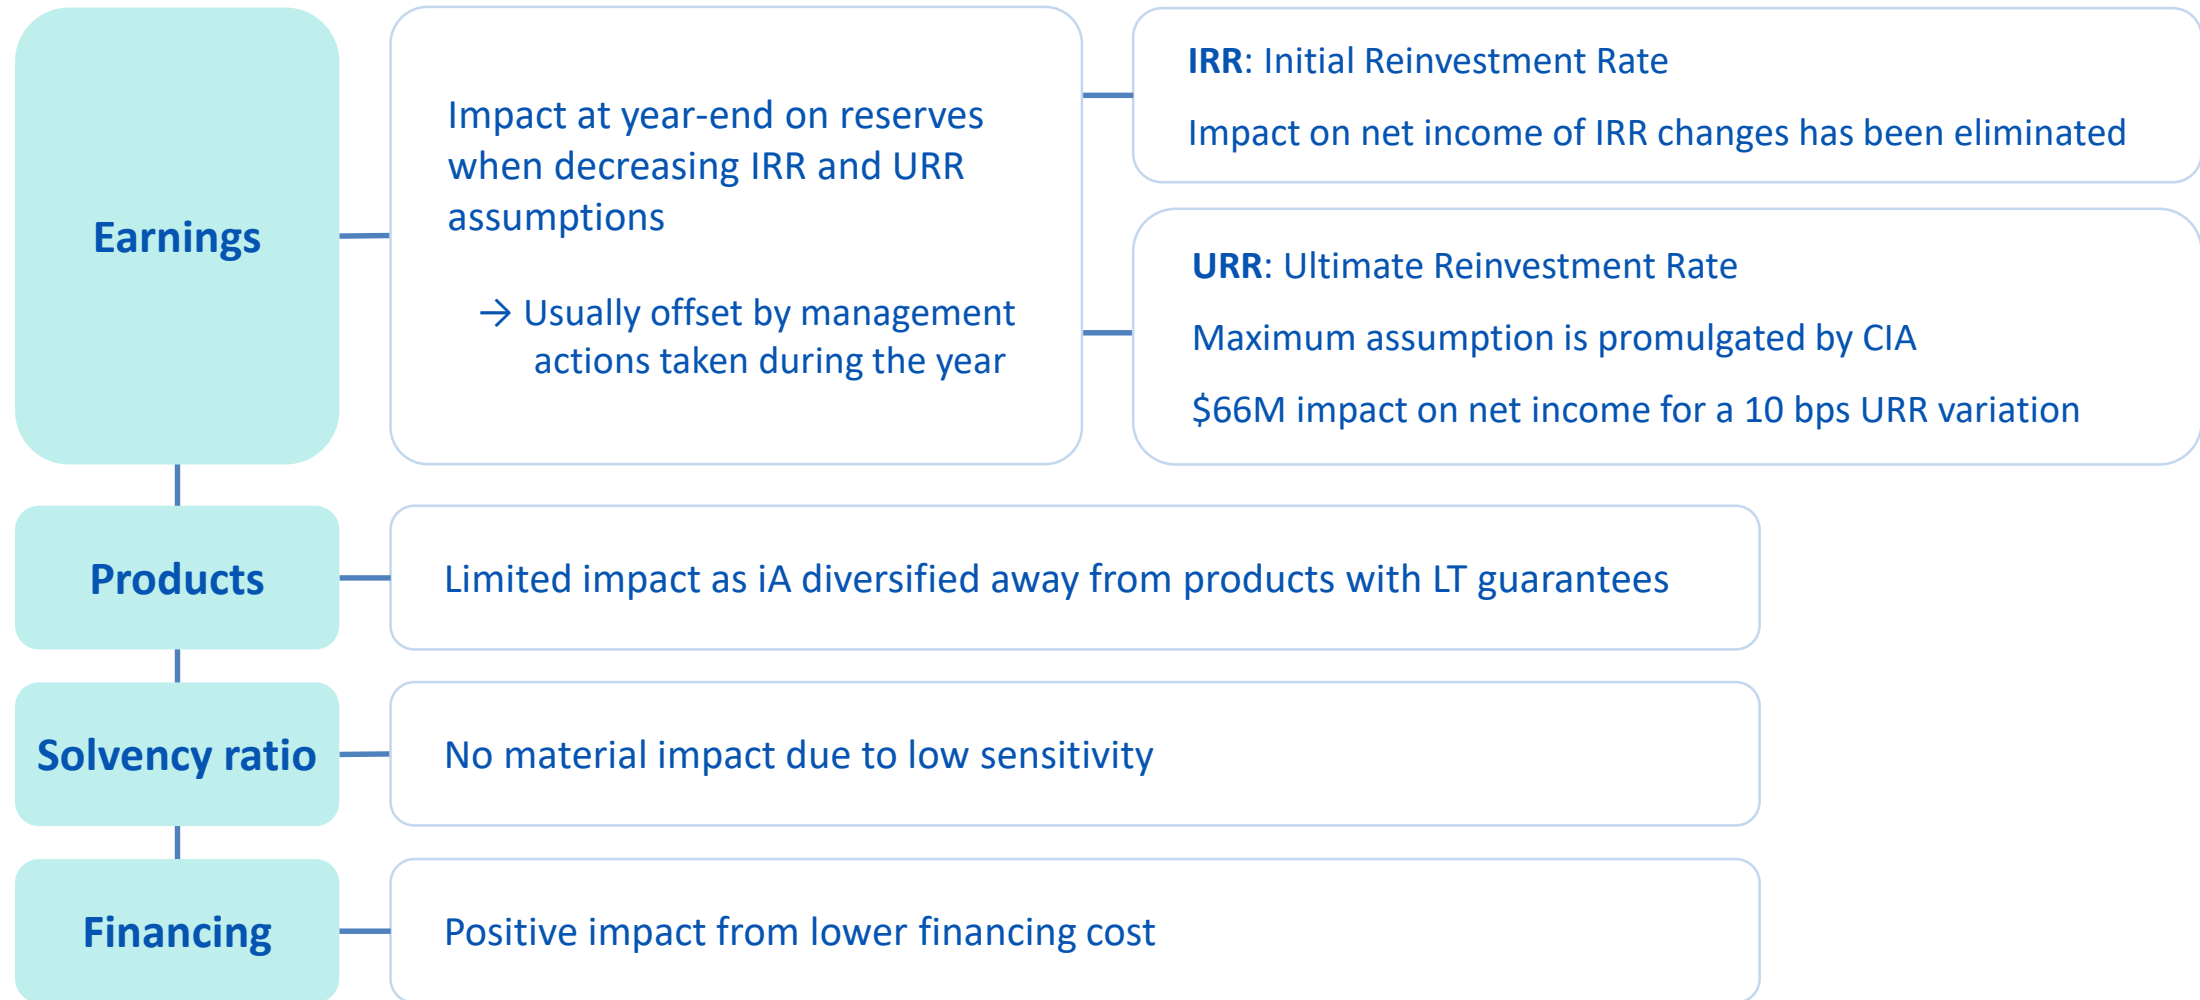 Earnings
Impact at year-end on reserves
when decreasing IRR and URR
assumptions
→ Usually offset by management
actions taken during the year
IRR: Initial Reinvestment Rate
Impact on net income of IRR changes has been eliminated
URR: Ultimate Reinvestment Rate
Maximum assumption is promulgated by CIA
$66M impact on net income for a 10 bps URR variation
Products
Limited impact as iA diversified away from products with LT guarantees
Solvency ratio
No material impact due to low sensitivity
Financing
Positive impact from lower financing cost